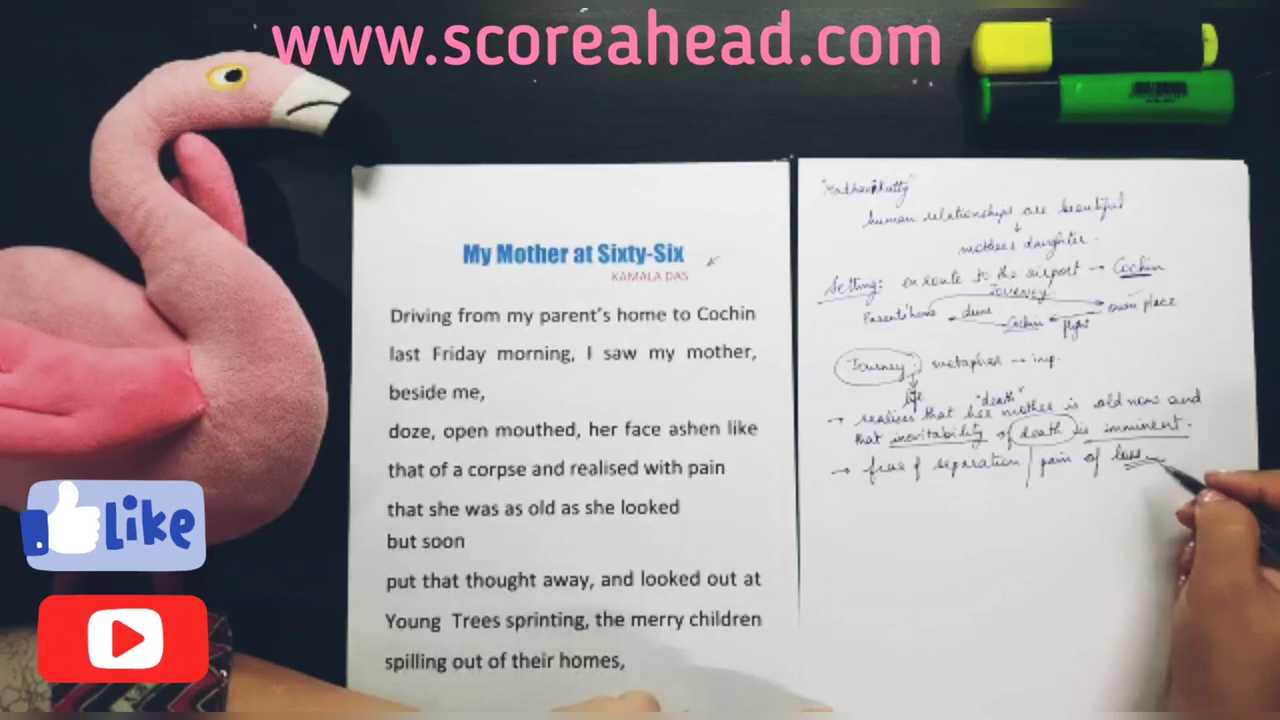 www.scoreahead.com
My Mother at Sixty-Six
KAMALA DAS
Driving from my parent's home to Cochin
last Friday morning, I saw my mother,
beside me,
doze, open mouthed, her face ashen like
that of a corpse and realised with pain
that she was as old as she looked
but soon
put that thought away, and looked out at
Young Trees sprinting, the merry children
spilling out of their homes,
"Madhavikutty"
human relationships are beautiful
mother daughter.
Setting: en route to the airport → Cochin
Journey
Parents' home drive Cochin flight own place
Journey: metaphor → imp.
life "death"
→ realises that her mother is old now and
that inevitability of death is imminent.
→ fear of separation / pain of loss
Like